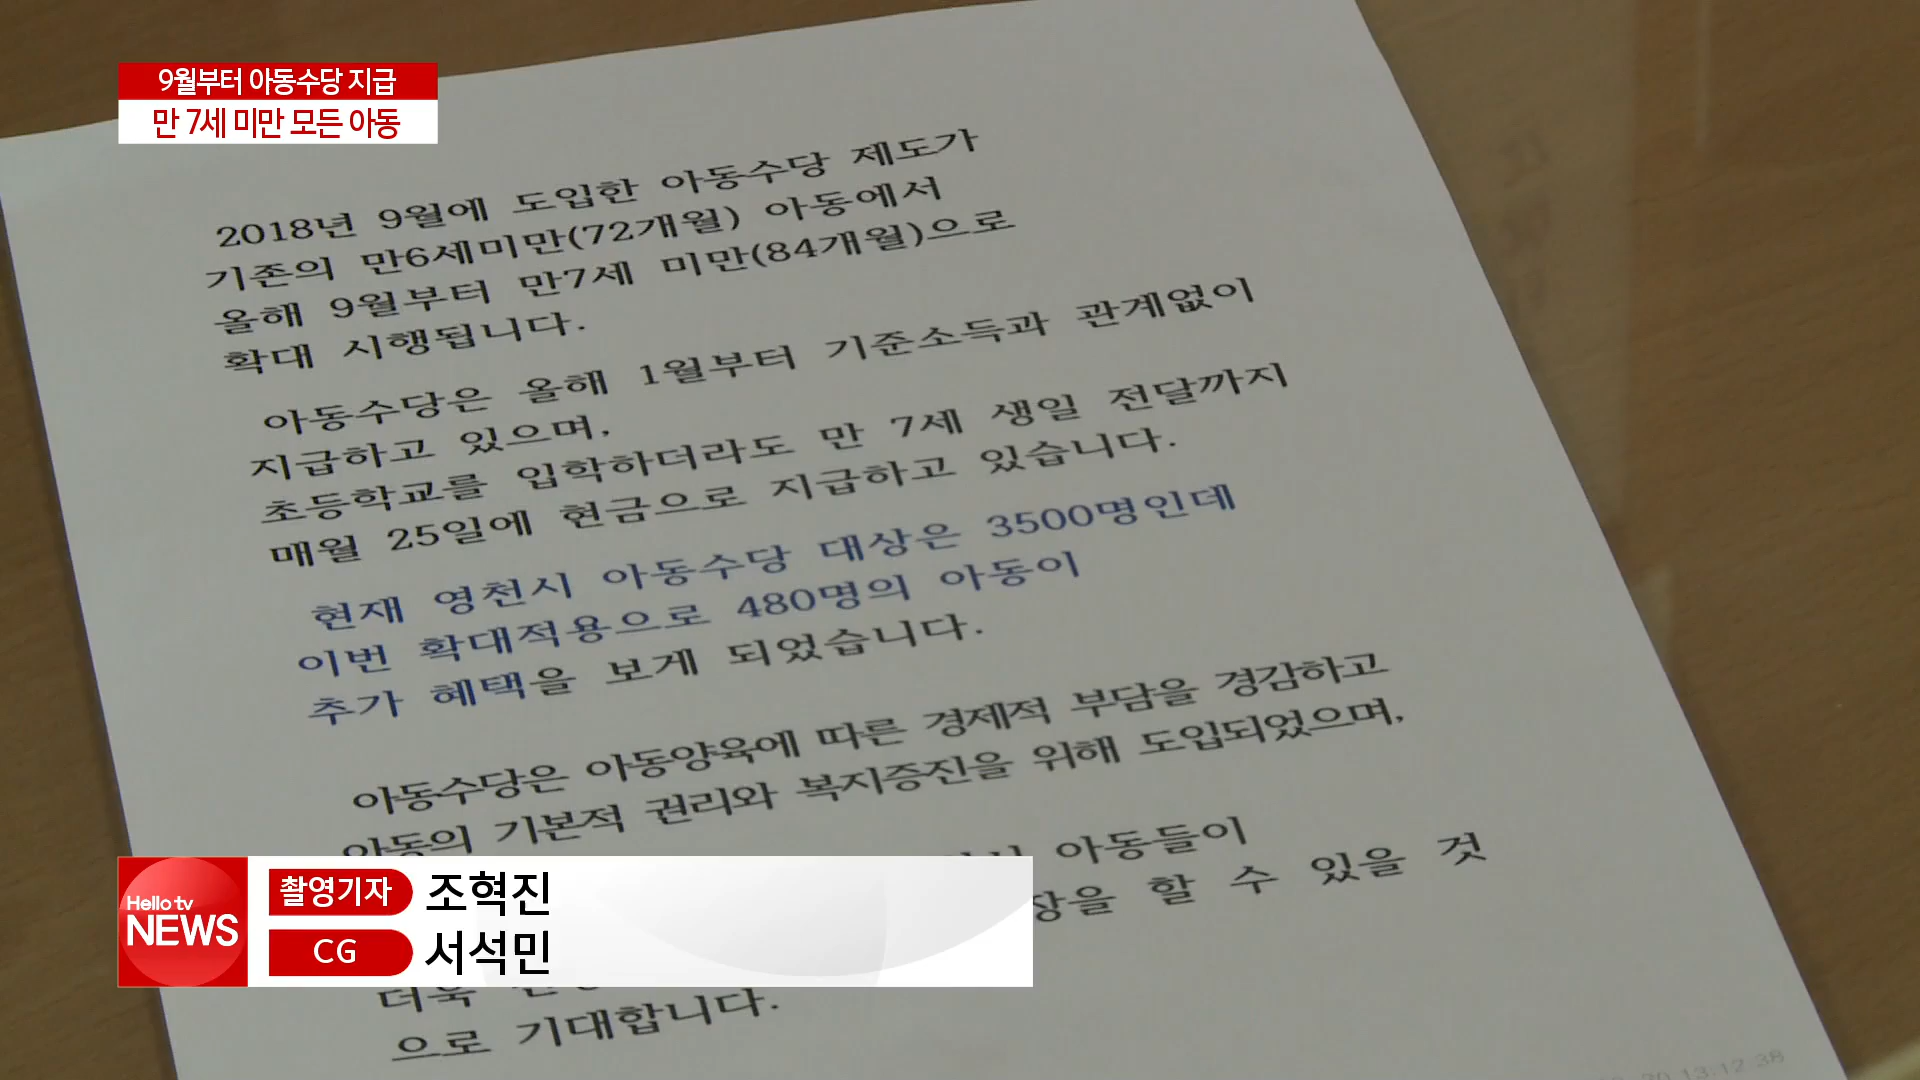 9월부터 아동수당 지급
만 7세 미만 모든 아동
2018년 9월에 도입한 아동수당 제도가
기존의 만6세미만(72개월) 아동에서
올해 9월부터 만7세 미만(84개월)으로
확대 시행됩니다.
아동수당은 올해 1월부터 기준소득과 관계없이
지급하고 있으며,
초등학교를 입학하더라도 만 7세 생일 전달까지
매월 25일에 현금으로 지급하고 있습니다.
현재 영천시 아동수당 대상은 3500명인데
이번 확대적용으로 480명의 아동이
추가 혜택을 보게 되었습니다.
아동수당은 아동양육에 따른 경제적 부담을 경감하고
아동의 기본적 권리와 복지증진을 위해 도입되었으며,
아동들이
할 수 있을 것
더욱
으로 기대합니다.
13:12:38
Hello tv
NEWS
촬영기자 조혁진
CG 서석민